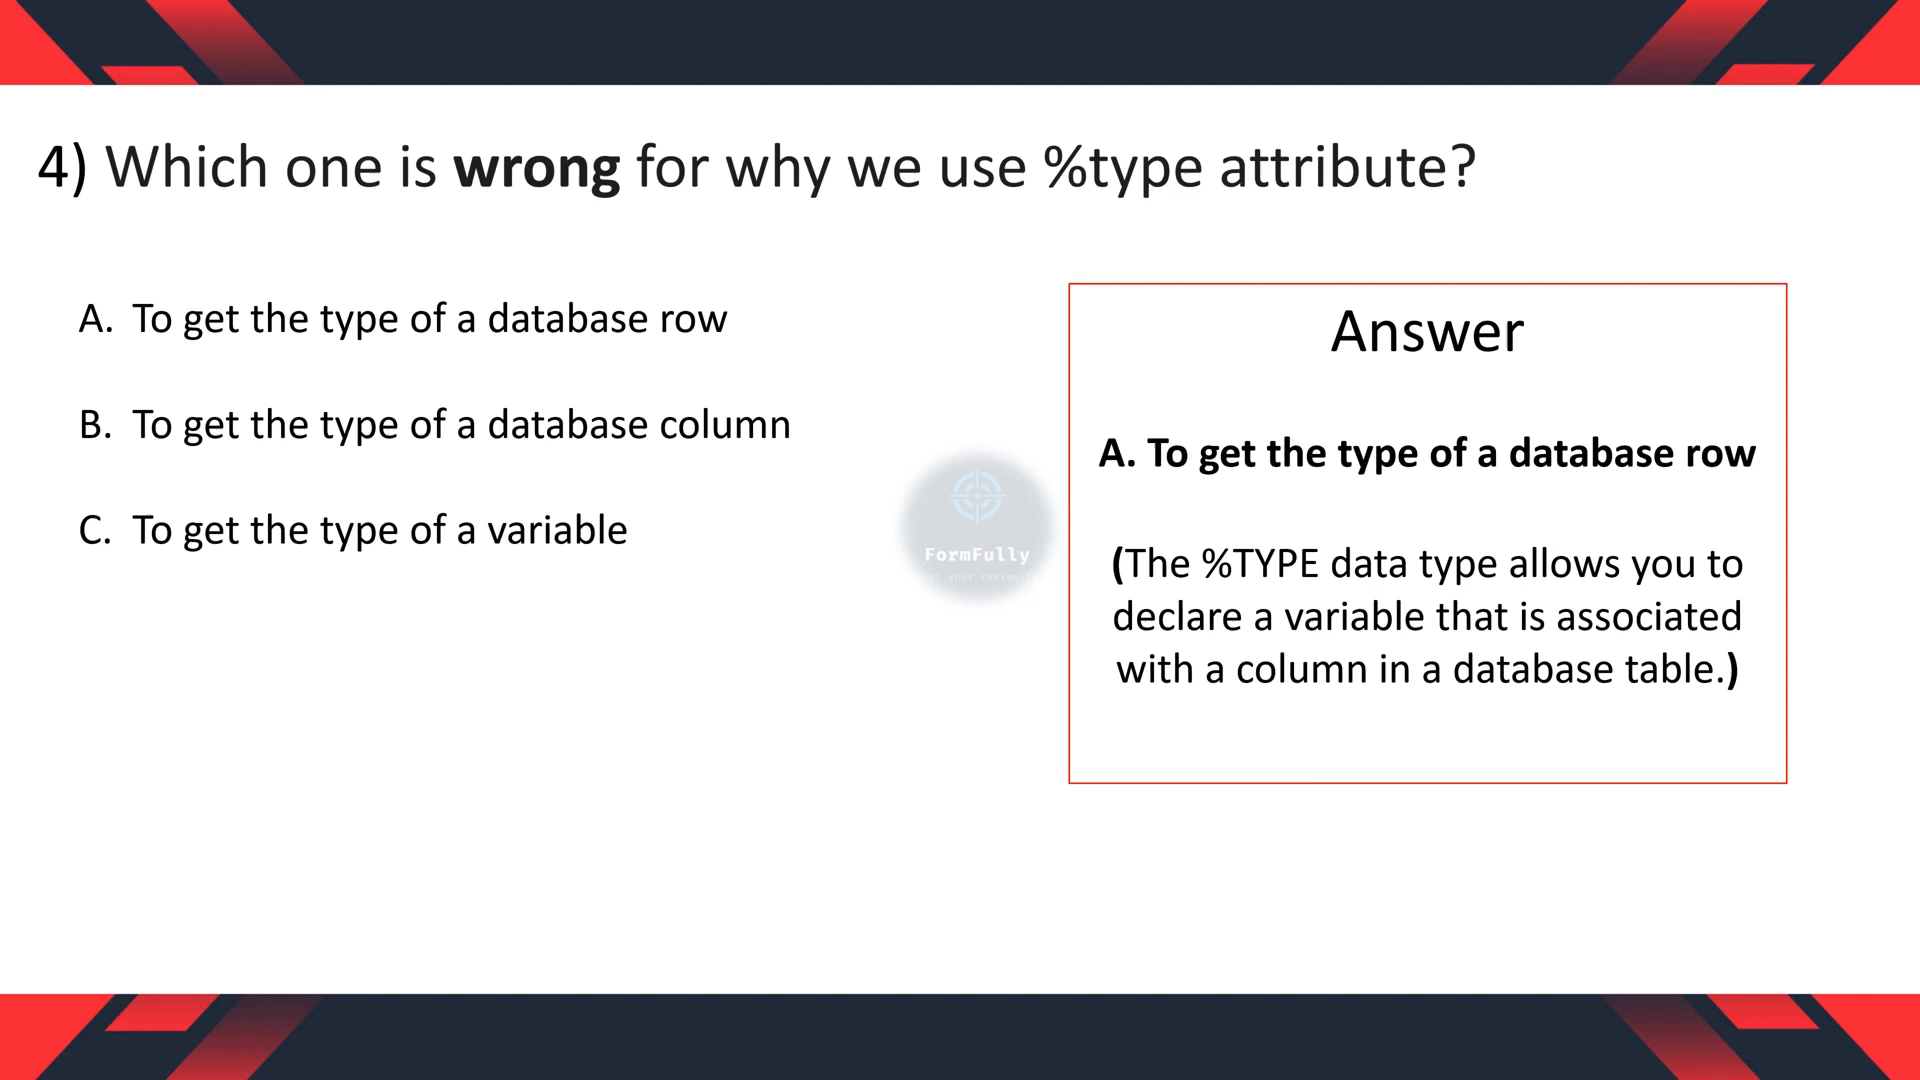 4) Which one is wrong for why we use %type attribute?
A. To get the type of a database row
B. To get the type of a database column
C. To get the type of a variable
FormFully
Answer
A. To get the type of a database row
(The %TYPE data type allows you to
declare a variable that is associated
with a column in a database table.)